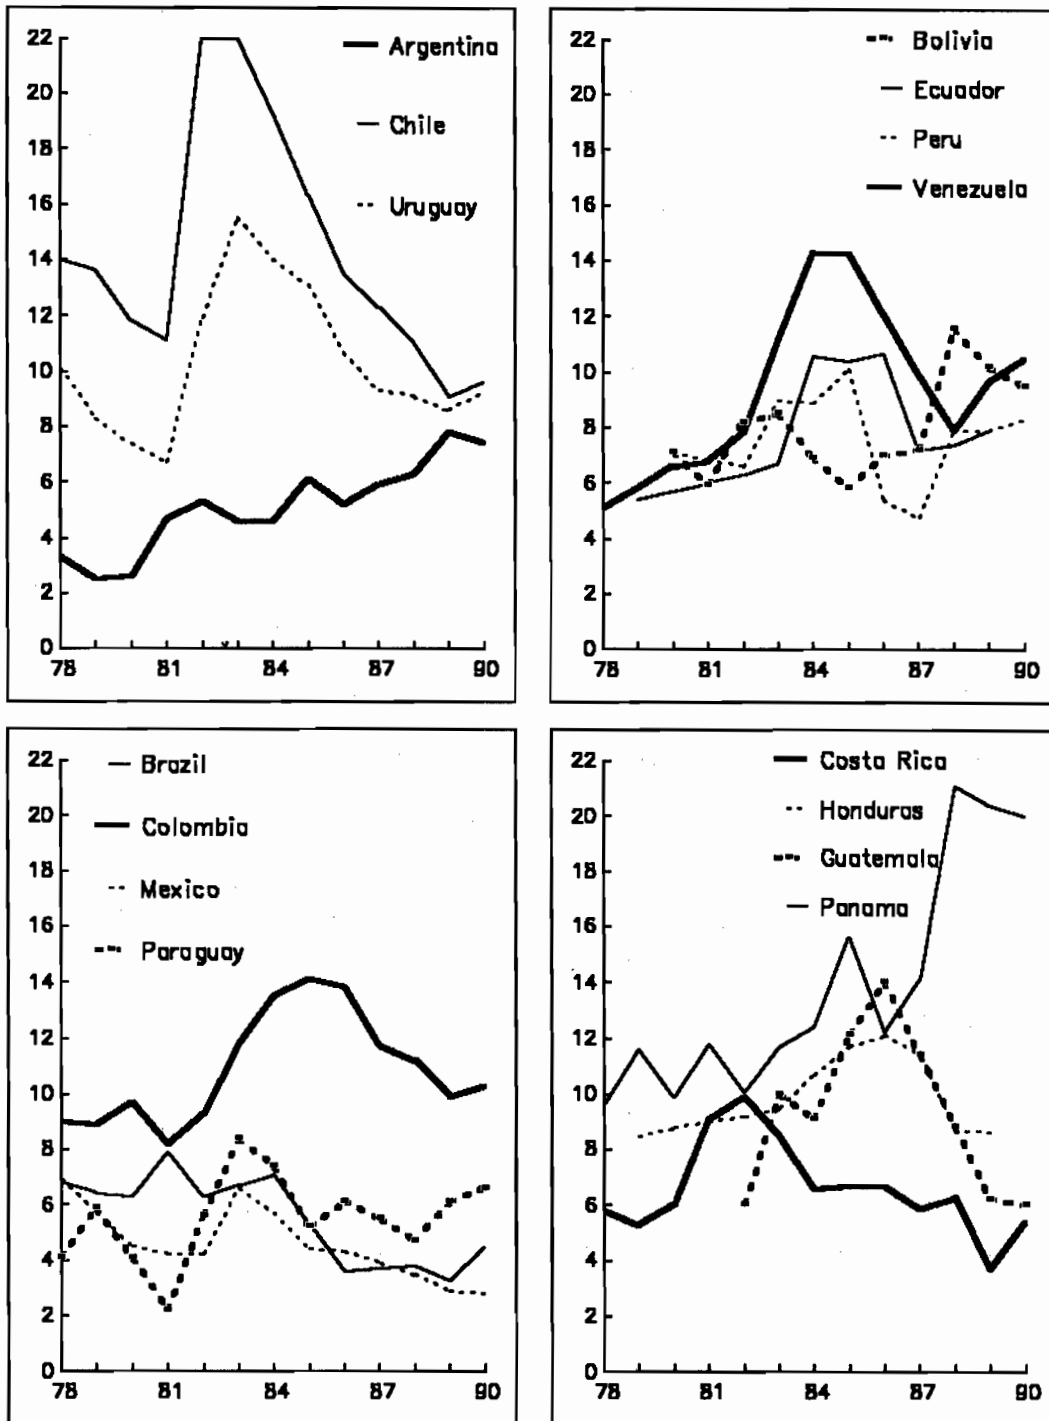 22
20
18
16
14
12
10
8
6
4
2
0
78 81 84 87 90
Argentina
Chile
Uruguay
22
20
18
16
14
12
10
8
6
4
2
0
78 81 84 87 90
Bolivia
Ecuador
Peru
Venezuela
22
20
18
16
14
12
10
8
6
4
2
0
78 81 84 87 90
Brazil
Colombia
Mexico
Paraguay
22
20
18
16
14
12
10
8
6
4
2
0
78 81 84 87 90
Costa Rica
Honduras
Guatemala
Panama